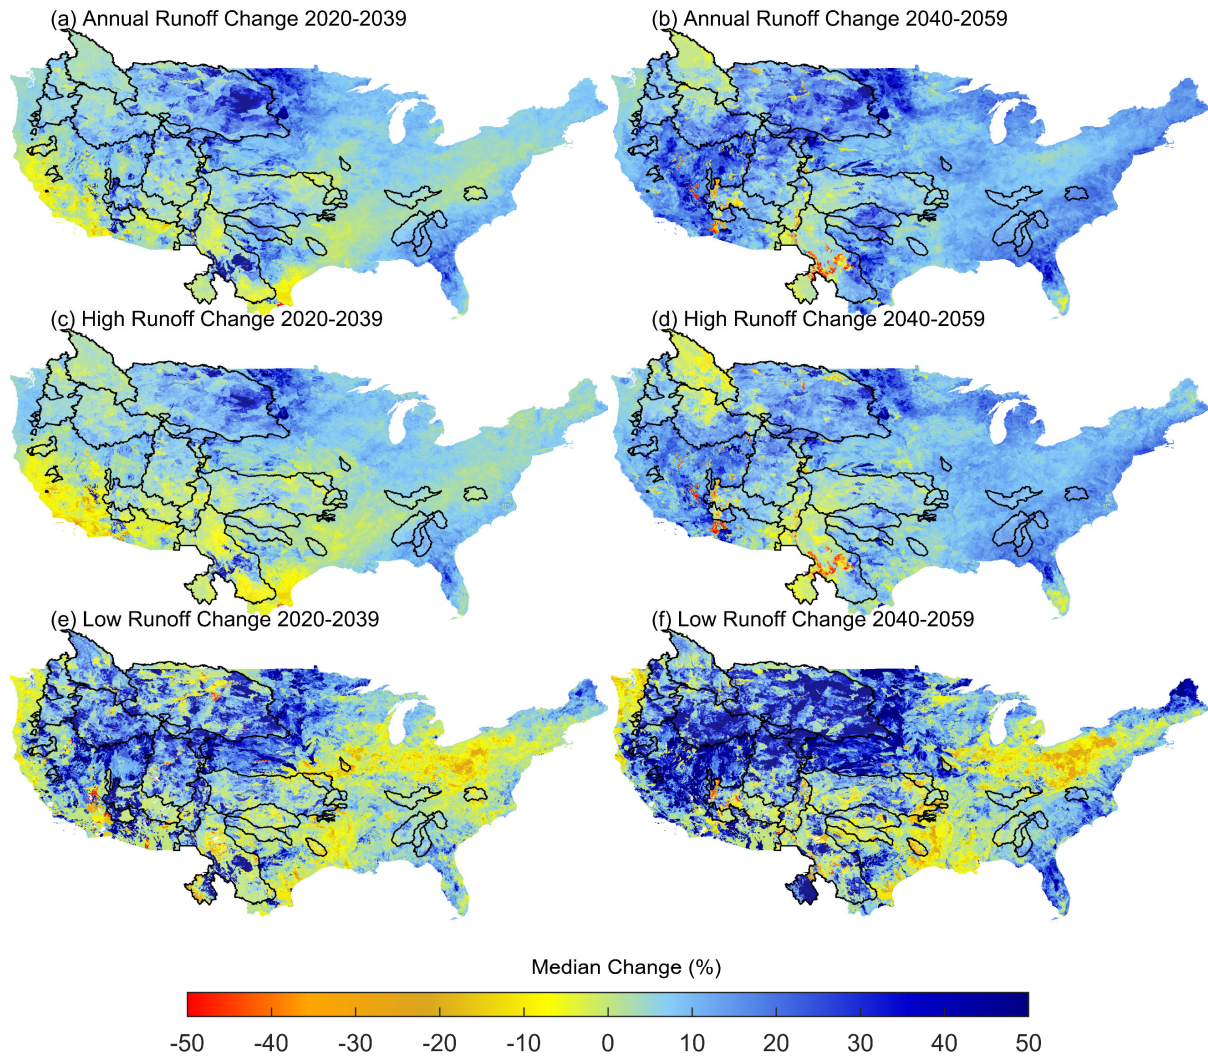 (a) Annual Runoff Change 2020-2039
(b) Annual Runoff Change 2040-2059
(c) High Runoff Change 2020-2039
(d) High Runoff Change 2040-2059
(e) Low Runoff Change 2020-2039
(f) Low Runoff Change 2040-2059
Median Change (%)
-50 -40 -30 -20 -10 0 10 20 30 40 50